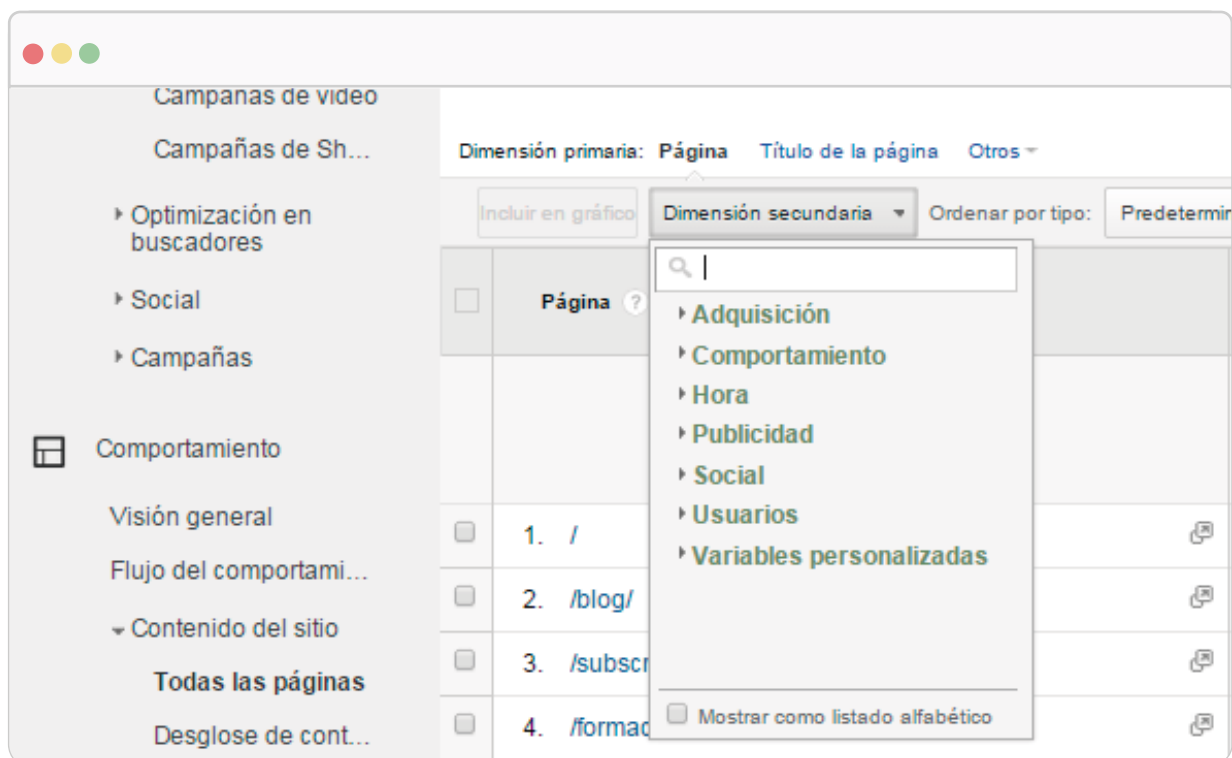 Campañas de video
Campañas de Sh...
Optimización en
buscadores
Social
Campañas
Comportamiento
Visión general
Flujo del comportami...
Contenido del sitio
Todas las páginas
Desglose de cont...
Dimensión primaria: Página Título de la página Otros
Incluir en gráfico Dimensión secundaria Ordenar por tipo: Predetermin
Página ?
Adquisición
Comportamiento
Hora
Publicidad
Social
Usuarios
Variables personalizadas
Mostrar como listado alfabético
1. /
2. /blog/
3. /subscr
4. /formac